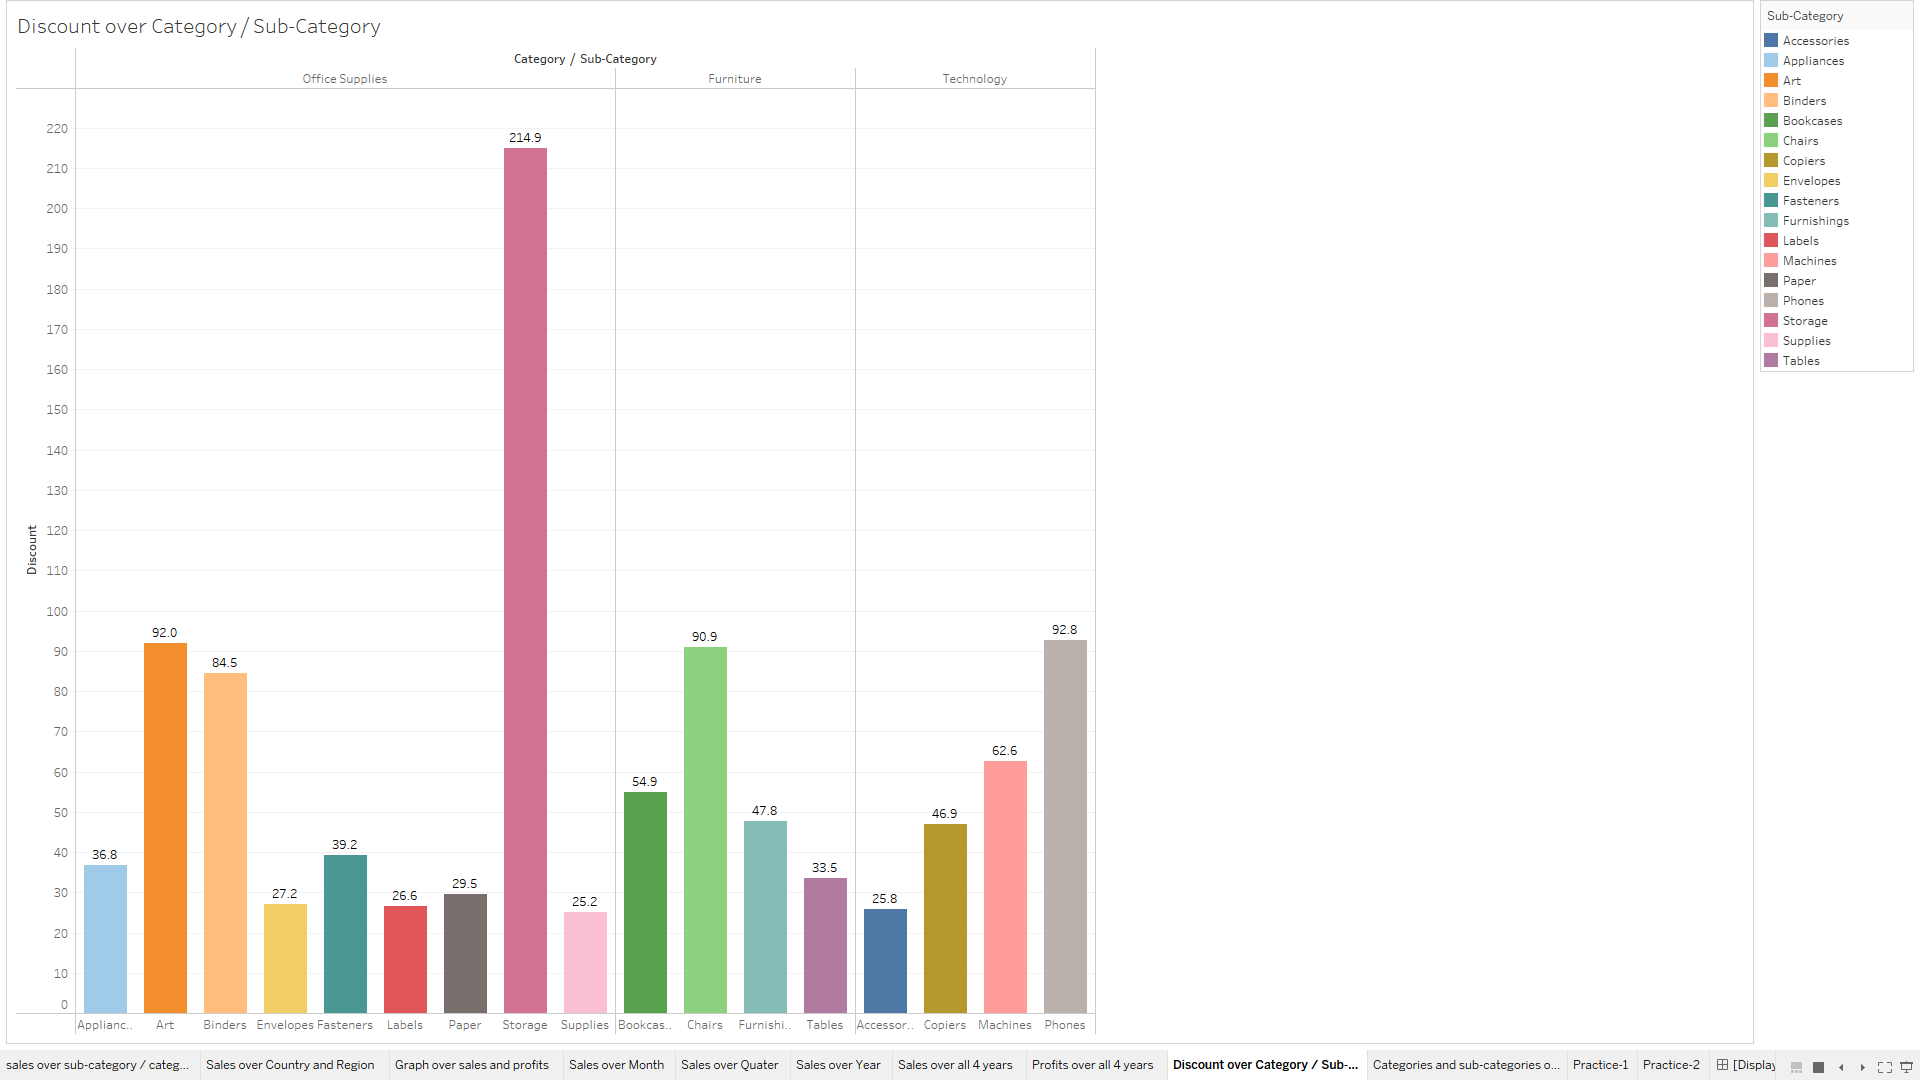 Discount over Category / Sub-Category
Category / Sub-Category
Office Supplies Furniture Technology
220
210
200
190
180
170
160
150
140
130
120
110
100
90
80
70
60
50
40
30
20
10
0
Discount
36.8 92.0 84.5 27.2 39.2 26.6 29.5 214.9 25.2 54.9 90.9 47.8 33.5 25.8 46.9 62.6 92.8
Applianc.. Art Binders Envelopes Fasteners Labels Paper Storage Supplies Bookcas.. Chairs Furnishi.. Tables Accessor.. Copiers Machines Phones
Sub-Category
Accessories
Appliances
Art
Binders
Bookcases
Chairs
Copiers
Envelopes
Fasteners
Furnishings
Labels
Machines
Paper
Phones
Storage
Supplies
Tables
sales over sub-category / categ... Sales over Country and Region Graph over sales and profits Sales over Month Sales over Quater Sales over Year Sales over all 4 years Profits over all 4 years Discount over Category / Sub-... Categories and sub-categories o... Practice-1 Practice-2 [Display